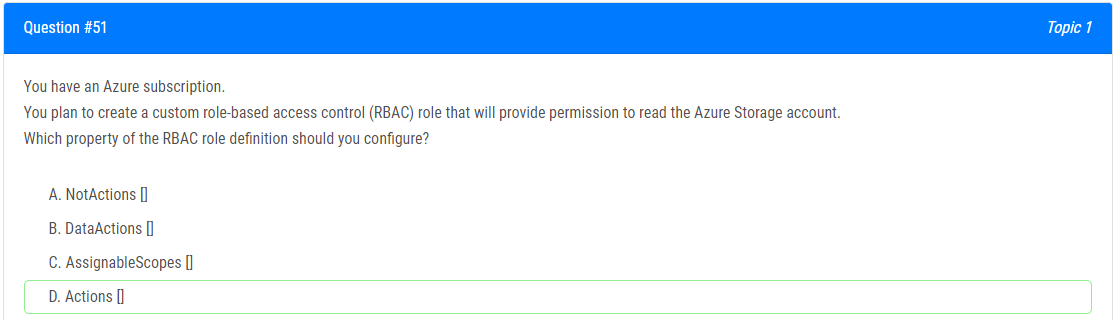 Question #51
Topic 1
You have an Azure subscription.
You plan to create a custom role-based access control (RBAC) role that will provide permission to read the Azure Storage account.
Which property of the RBAC role definition should you configure?
A. NotActions []
B. DataActions []
C. AssignableScopes []
D. Actions []